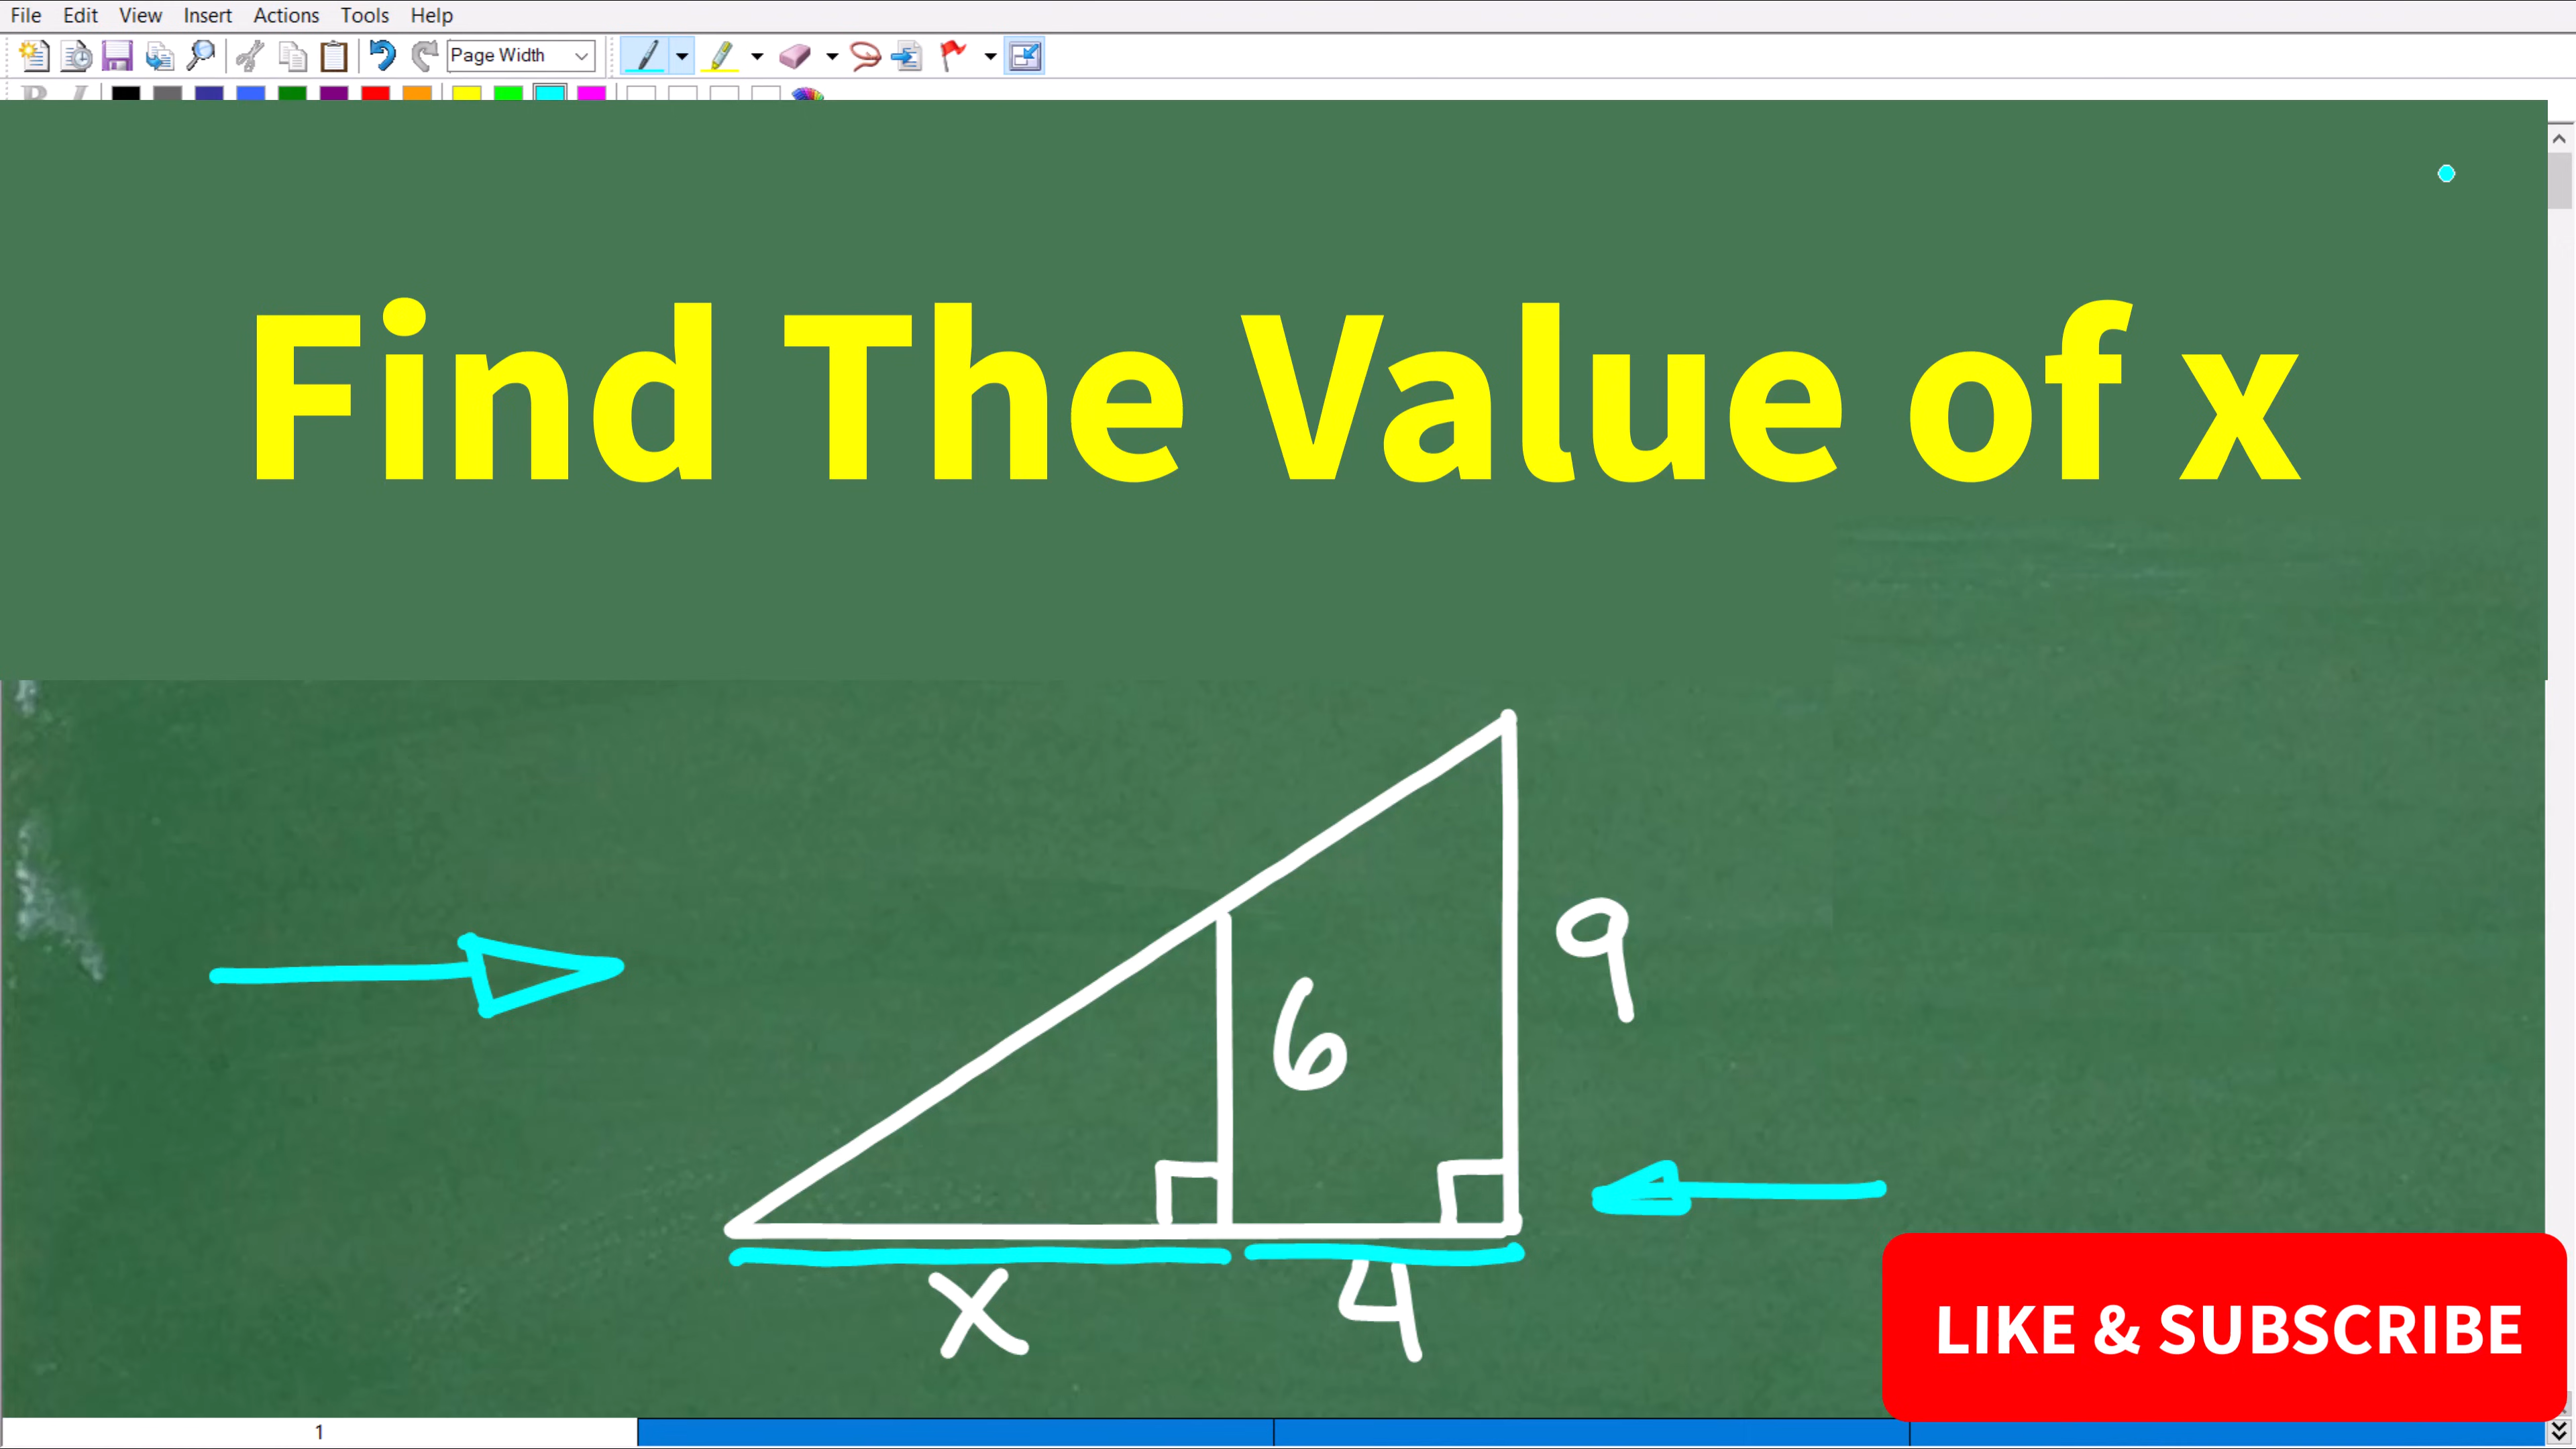 File Edit View Insert Actions Tools Help
Page Width
Find The Value of x
9
6
x 4
LIKE & SUBSCRIBE
1